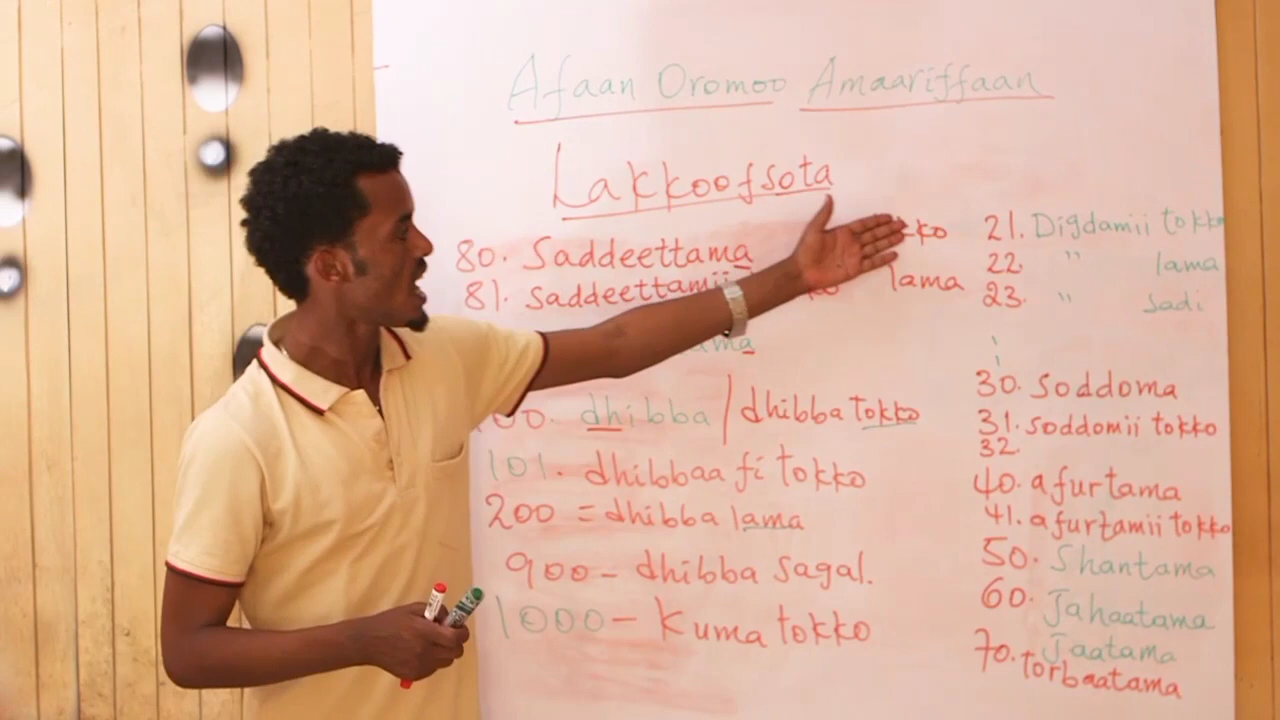 Afaan Oromoo Amaariffaan
Lakkoofsota
80. Saddeettama
81. Saddeettamii
dhibba / dhibba tokko
101. dhibbaa fi tokko
200 = dhibba lama
900 - dhibba sagal.
1000 - Kuma tokko
lama
21. Digdamii tokko
22. " lama
23. " sadi
30. Soddoma
31. Soddomii tokko
32.
40. afurtama
41. afurtamii tokko
50. Shantama
60. Jahaatama
Jaatama
70. torbaatama